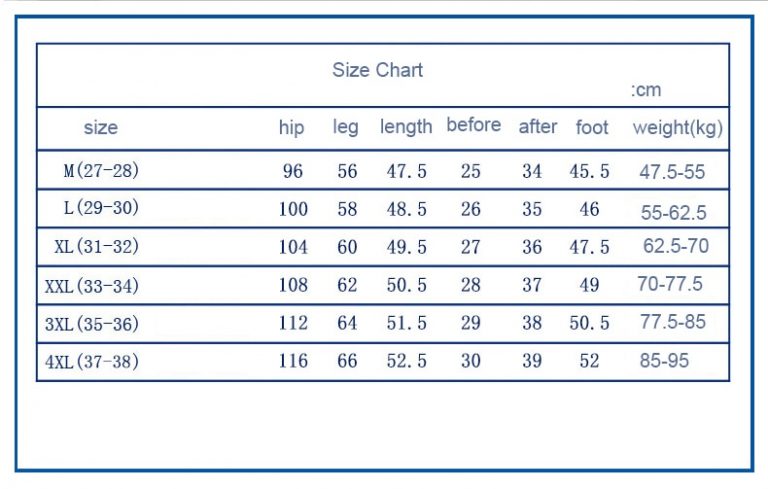 Size Chart
:cm
size hip leg length before after foot weight(kg)
M(27-28) 96 56 47.5 25 34 45.5 47.5-55
L(29-30) 100 58 48.5 26 35 46 55-62.5
XL(31-32) 104 60 49.5 27 36 47.5 62.5-70
XXL(33-34) 108 62 50.5 28 37 49 70-77.5
3XL(35-36) 112 64 51.5 29 38 50.5 77.5-85
4XL(37-38) 116 66 52.5 30 39 52 85-95